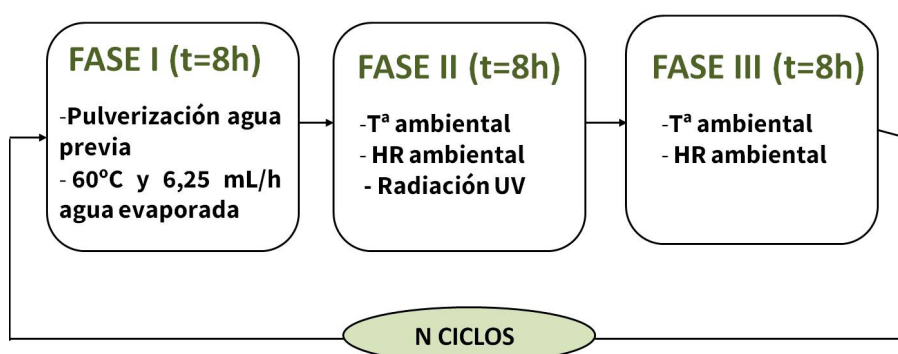 FASE I (t=8h)
-Pulverización agua
previa
- 60ºC y 6,25 mL/h
agua evaporada
FASE II (t=8h)
-Tª ambiental
- HR ambiental
- Radiación UV
FASE III (t=8h)
-Tª ambiental
- HR ambiental
N CICLOS